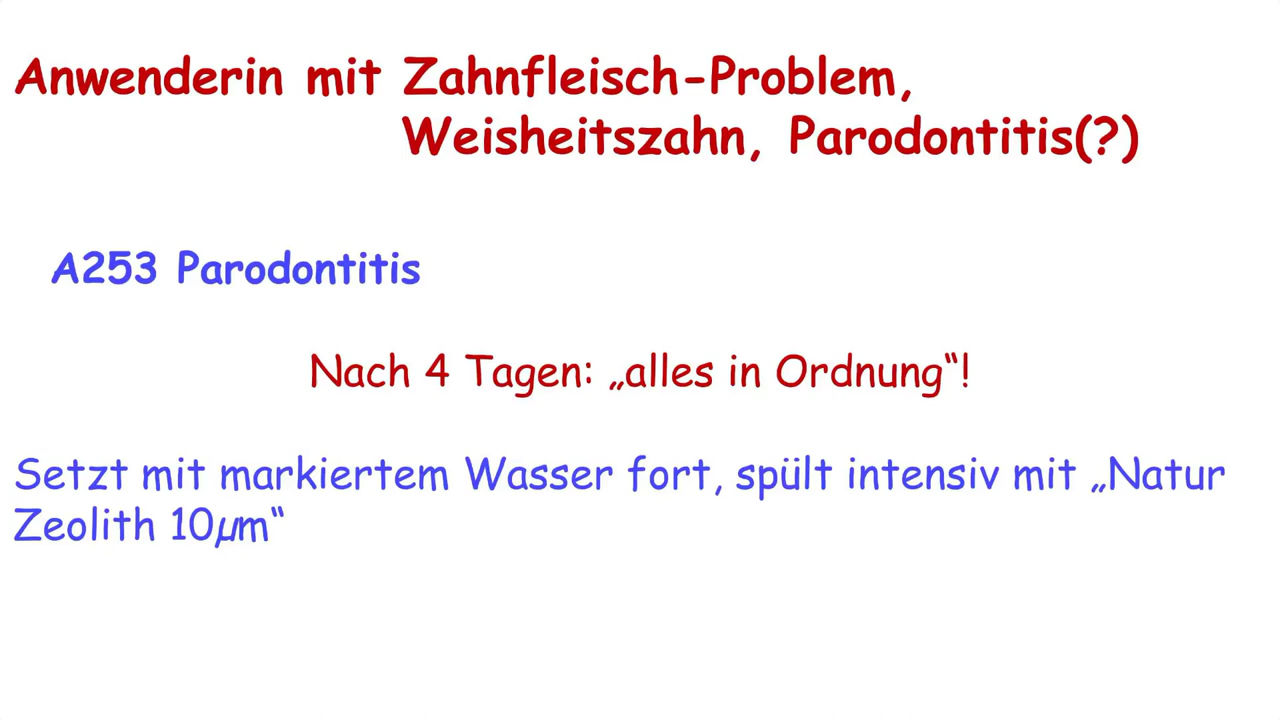 Anwenderin mit Zahnfleisch-Problem,
Weisheitszahn, Parodontitis(?)
A253 Parodontitis
Nach 4 Tagen: „alles in Ordnung“!
Setzt mit markiertem Wasser fort, spült intensiv mit „Natur
Zeolith 10µm“